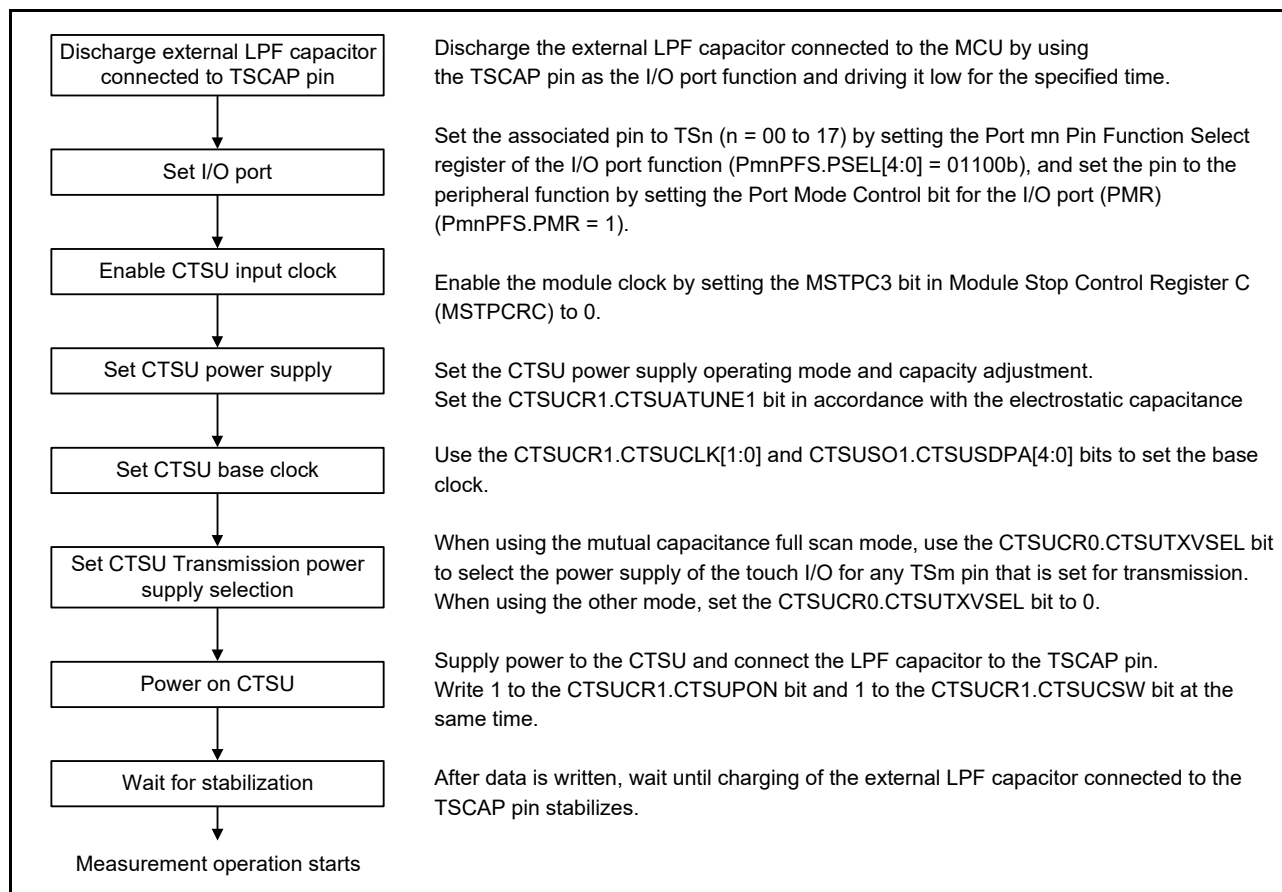 Discharge external LPF capacitor
connected to TSCAP pin
Discharge the external LPF capacitor connected to the MCU by using
the TSCAP pin as the I/O port function and driving it low for the specified time.
Set I/O port
Set the associated pin to TSn (n = 00 to 17) by setting the Port mn Pin Function Select
register of the I/O port function (PmnPFS.PSEL[4:0] = 01100b), and set the pin to the
peripheral function by setting the Port Mode Control bit for the I/O port (PMR)
(PmnPFS.PMR = 1).
Enable CTSU input clock
Enable the module clock by setting the MSTPC3 bit in Module Stop Control Register C
(MSTPCRC) to 0.
Set CTSU power supply
Set the CTSU power supply operating mode and capacity adjustment.
Set the CTSUCR1.CTSUATUNE1 bit in accordance with the electrostatic capacitance
Set CTSU base clock
Use the CTSUCR1.CTSUCLK[1:0] and CTSUSO1.CTSUSDPA[4:0] bits to set the base
clock.
Set CTSU Transmission power
supply selection
When using the mutual capacitance full scan mode, use the CTSUCR0.CTSUTXVSEL bit
to select the power supply of the touch I/O for any TSm pin that is set for transmission.
When using the other mode, set the CTSUCR0.CTSUTXVSEL bit to 0.
Power on CTSU
Supply power to the CTSU and connect the LPF capacitor to the TSCAP pin.
Write 1 to the CTSUCR1.CTSUPON bit and 1 to the CTSUCR1.CTSUCSW bit at the
same time.
Wait for stabilization
After data is written, wait until charging of the external LPF capacitor connected to the
TSCAP pin stabilizes.
Measurement operation starts